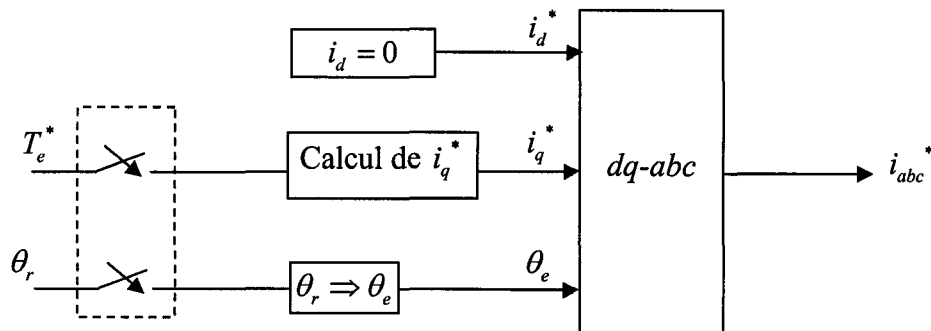 i_d = 0
i_d^*
T_e^*
Calcul de i_q^*
i_q^*
dq-abc
i_abc^*
θ_r
θ_r ⇒ θ_e
θ_e